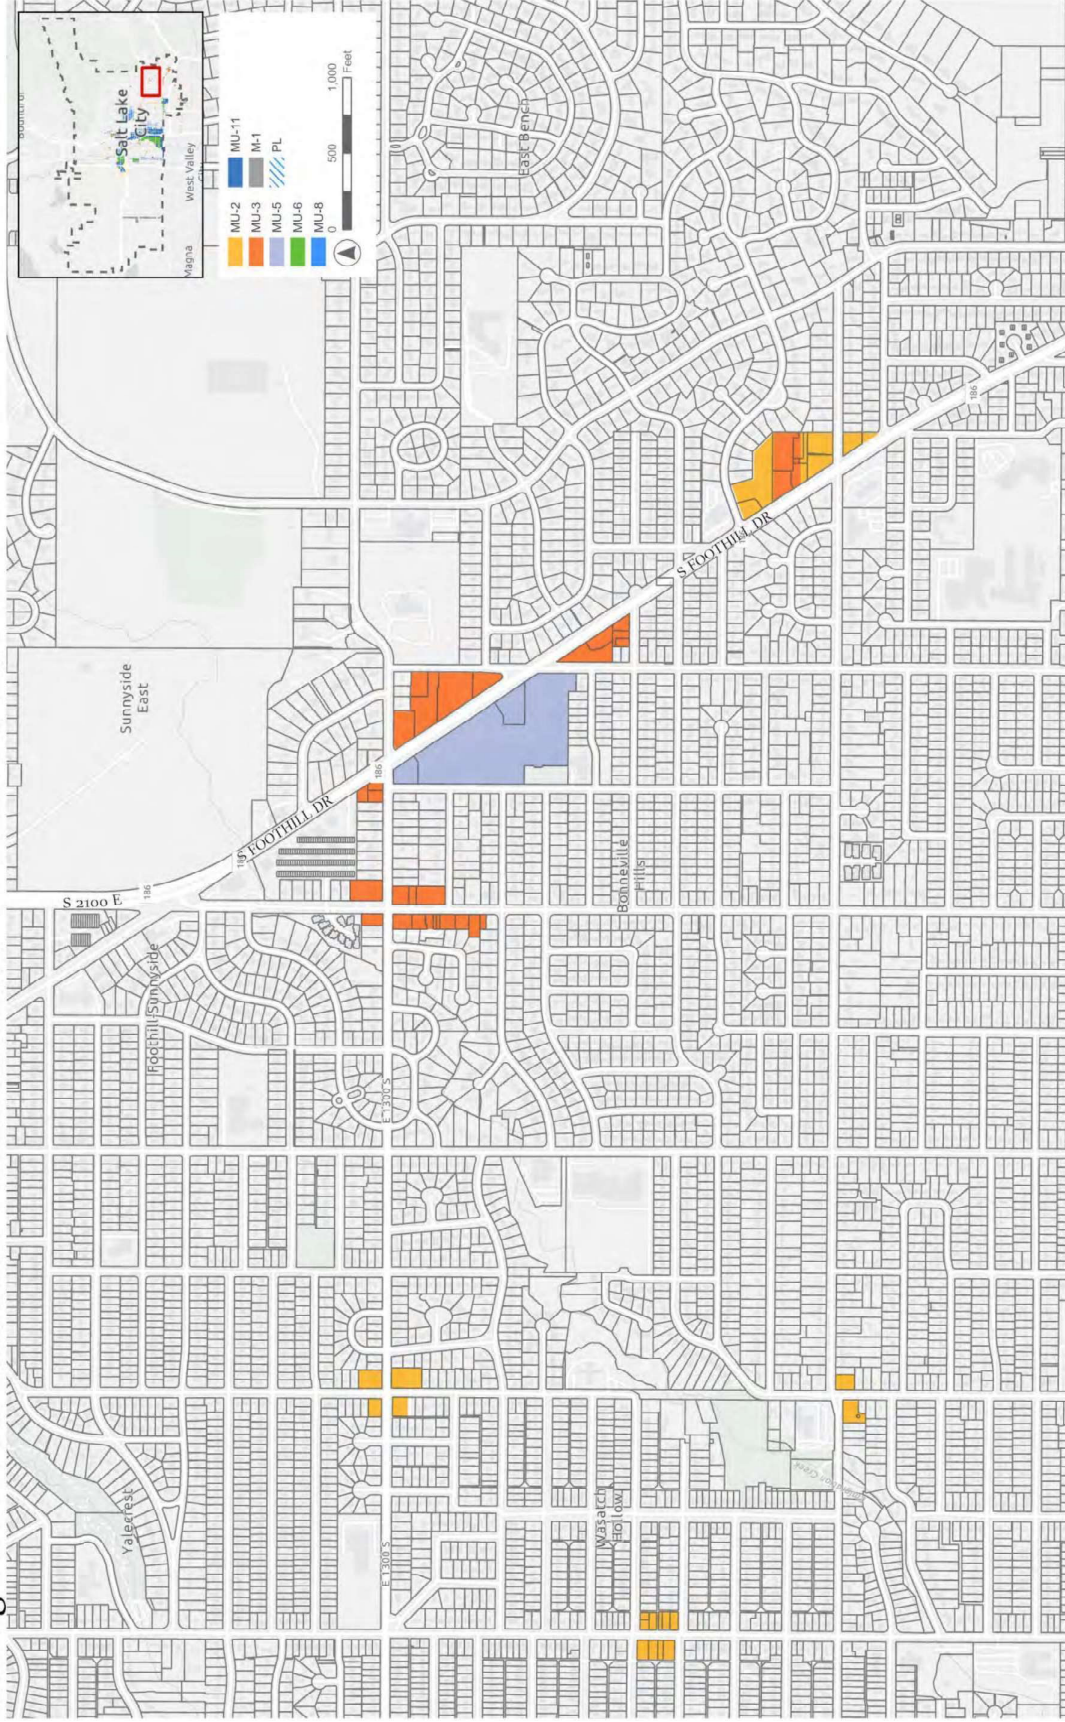 Salt Lake
City
West Valley
Magna
MU-2
MU-3
MU-5
MU-6
MU-8
MU-11
M-1
PL
0
500
1,000
Feet
East Bench
Sunnyside
East
S FOOTHILL DR
186
186
S FOOTHILL DR
186
S 2100 E
186
Foothill/Sunnyside
Bonneville
Hills
E 1300 S
E 1300 S
Yalecrest
Wasatch
Hollow